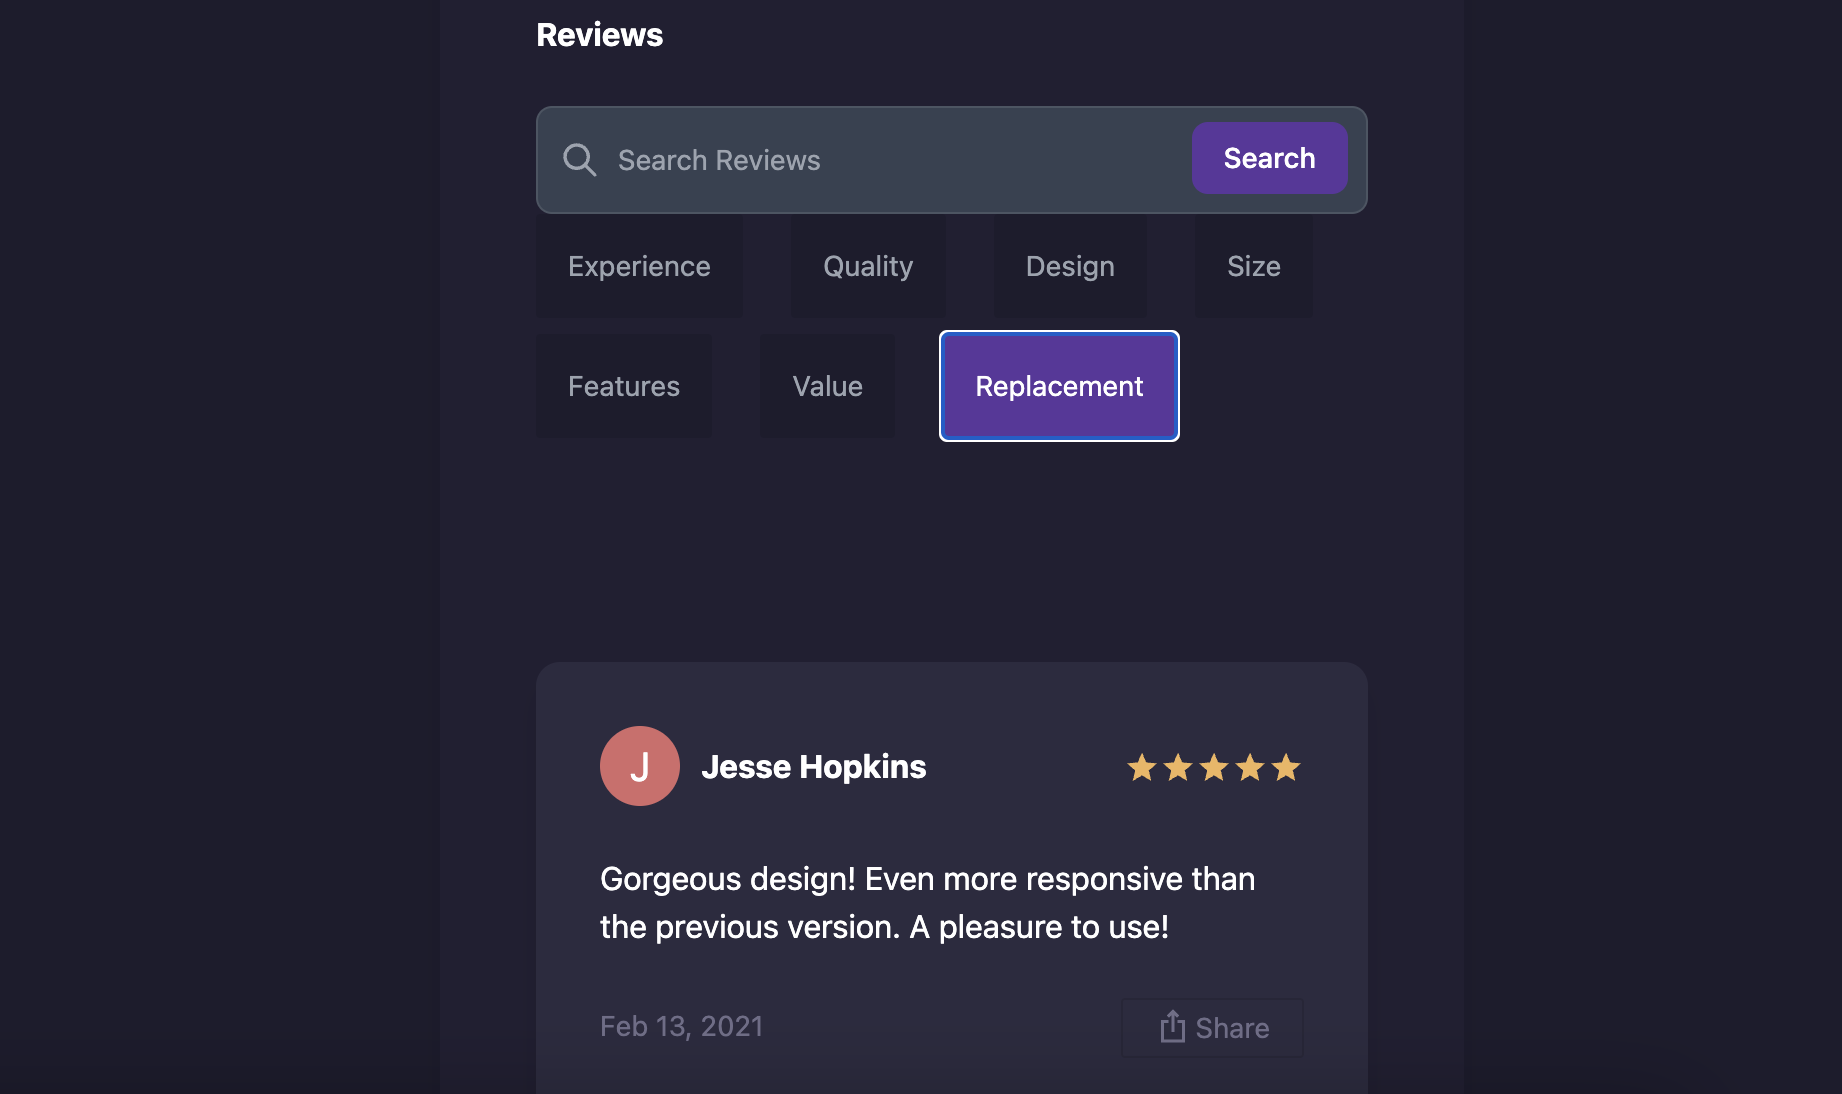 Reviews
Search Reviews
Search
Experience
Quality
Design
Size
Features
Value
Replacement
J
Jesse Hopkins
Gorgeous design! Even more responsive than
the previous version. A pleasure to use!
Feb 13, 2021
Share